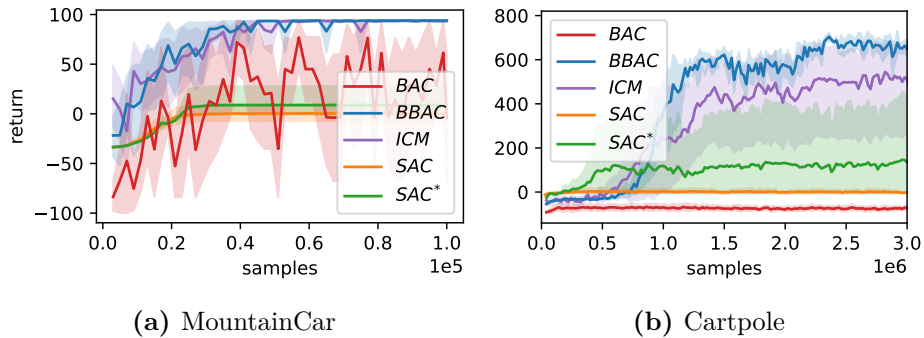 100
50
0
−50
−100
return
BAC
BBAC
ICM
SAC
SAC*
0.0 0.2 0.4 0.6 0.8 1.0
samples 1e5
(a) MountainCar
800
600
400
200
0
BAC
BBAC
ICM
SAC
SAC*
0.0 0.5 1.0 1.5 2.0 2.5 3.0
samples 1e6
(b) Cartpole